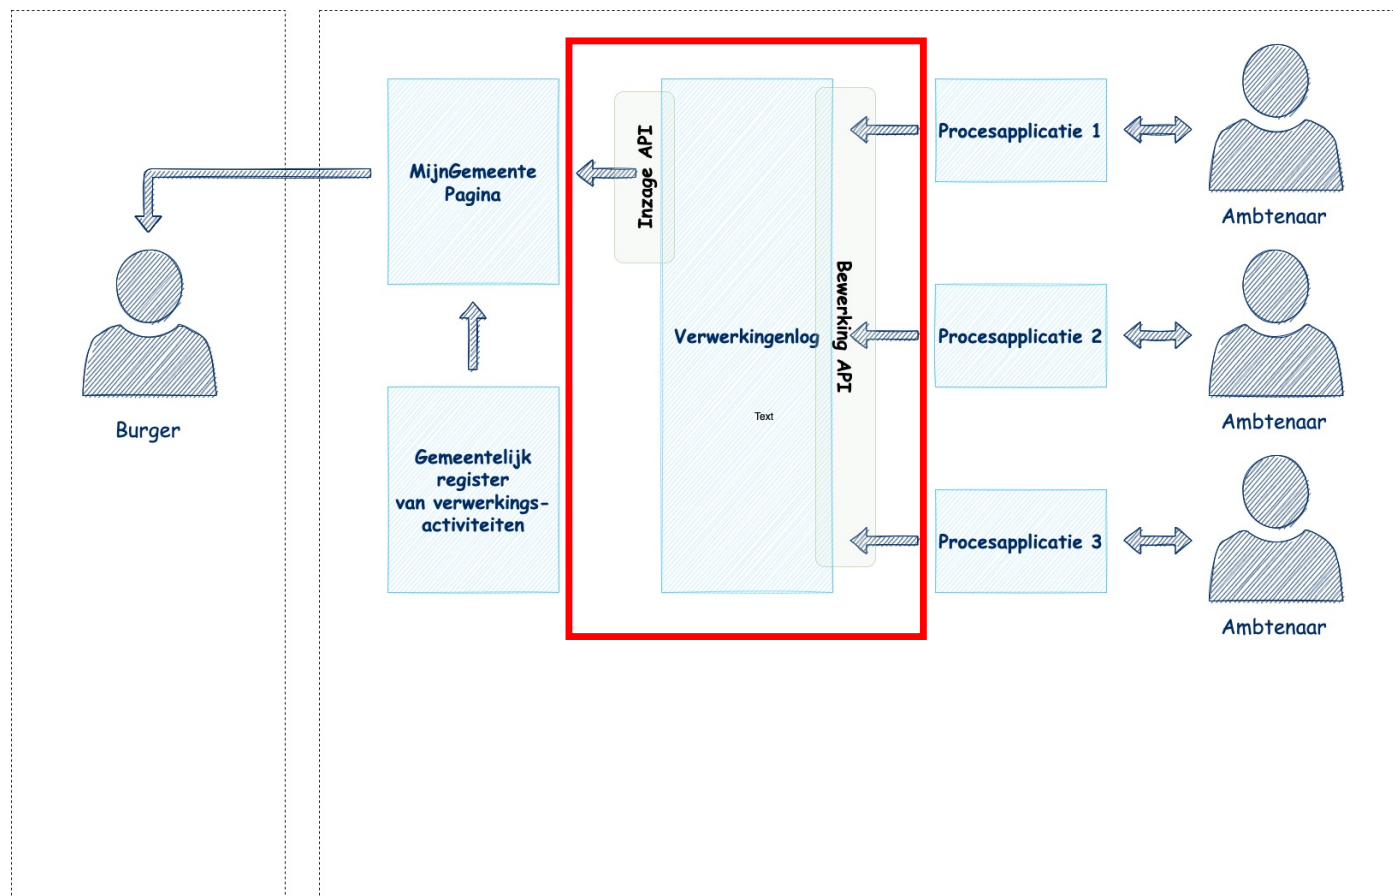 MijnGemeente
Pagina
Inzage API
Procesapplicatie 1
Ambtenaar
Burger
Gemeentelijk
register
van verwerkings-
activiteiten
Verwerkingenlog
Text
Bewerking API
Procesapplicatie 2
Ambtenaar
Procesapplicatie 3
Ambtenaar